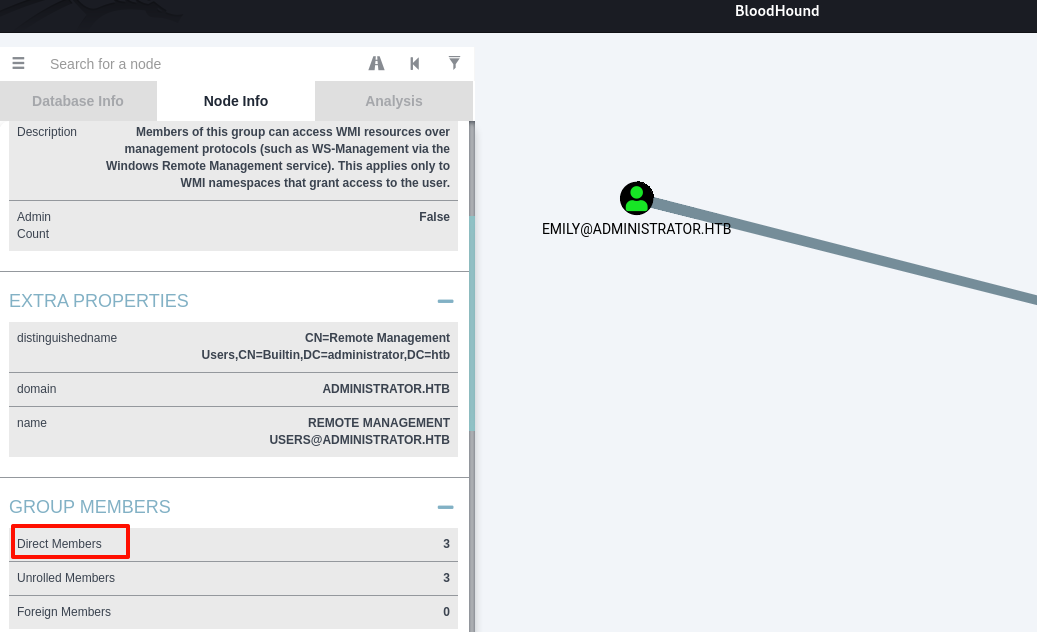 BloodHound
Search for a node
Database Info
Node Info
Analysis
Description
Members of this group can access WMI resources over
management protocols (such as WS-Management via the
Windows Remote Management service). This applies only to
WMI namespaces that grant access to the user.
Admin
Count
False
EXTRA PROPERTIES
distinguishedname
CN=Remote Management
Users,CN=Builtin,DC=administrator,DC=htb
domain
ADMINISTRATOR.HTB
name
REMOTE MANAGEMENT
USERS@ADMINISTRATOR.HTB
GROUP MEMBERS
Direct Members
3
Unrolled Members
3
Foreign Members
0
EMILY@ADMINISTRATOR.HTB